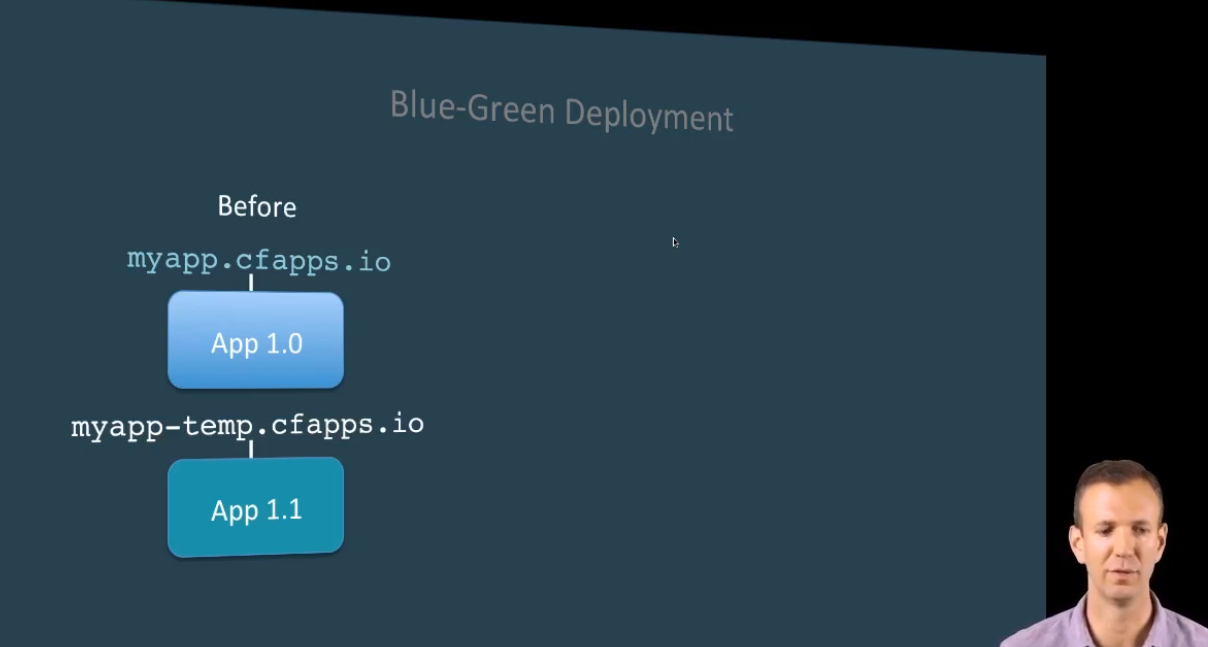 Blue-Green Deployment
Before
myapp.cfapps.io
App 1.0
myapp-temp.cfapps.io
App 1.1